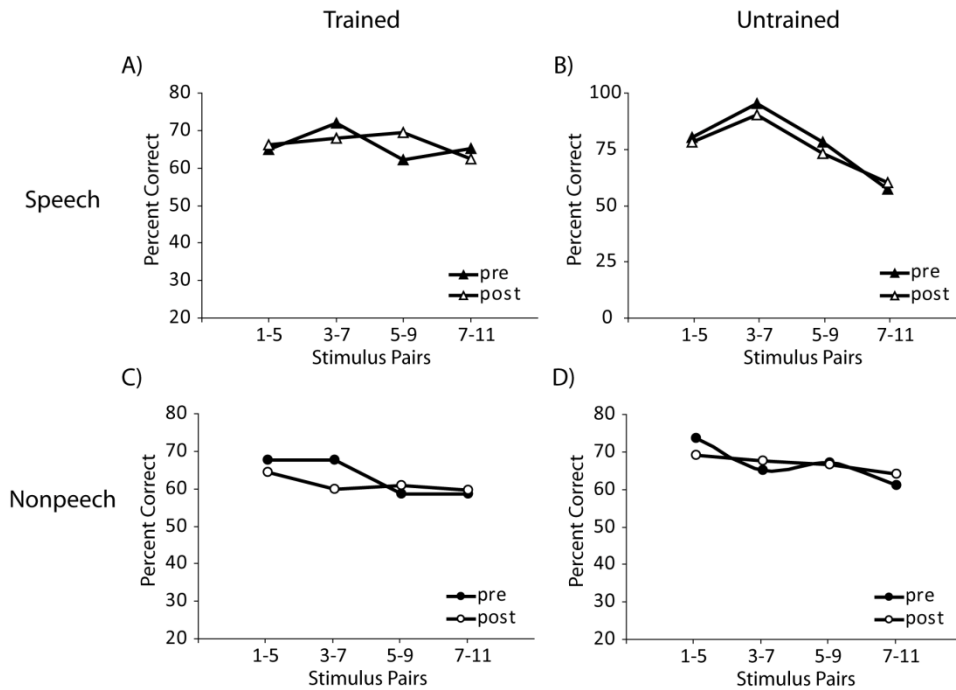 Trained
Untrained
Speech
A)
Percent Correct
80
70
60
50
40
30
20
pre
post
1-5 3-7 5-9 7-11
Stimulus Pairs
B)
Percent Correct
100
75
50
25
0
pre
post
1-5 3-7 5-9 7-11
Stimulus Pairs
Nonpeech
C)
Percent Correct
80
70
60
50
40
30
20
pre
post
1-5 3-7 5-9 7-11
Stimulus Pairs
D)
Percent Correct
80
70
60
50
40
30
20
pre
post
1-5 3-7 5-9 7-11
Stimulus Pairs